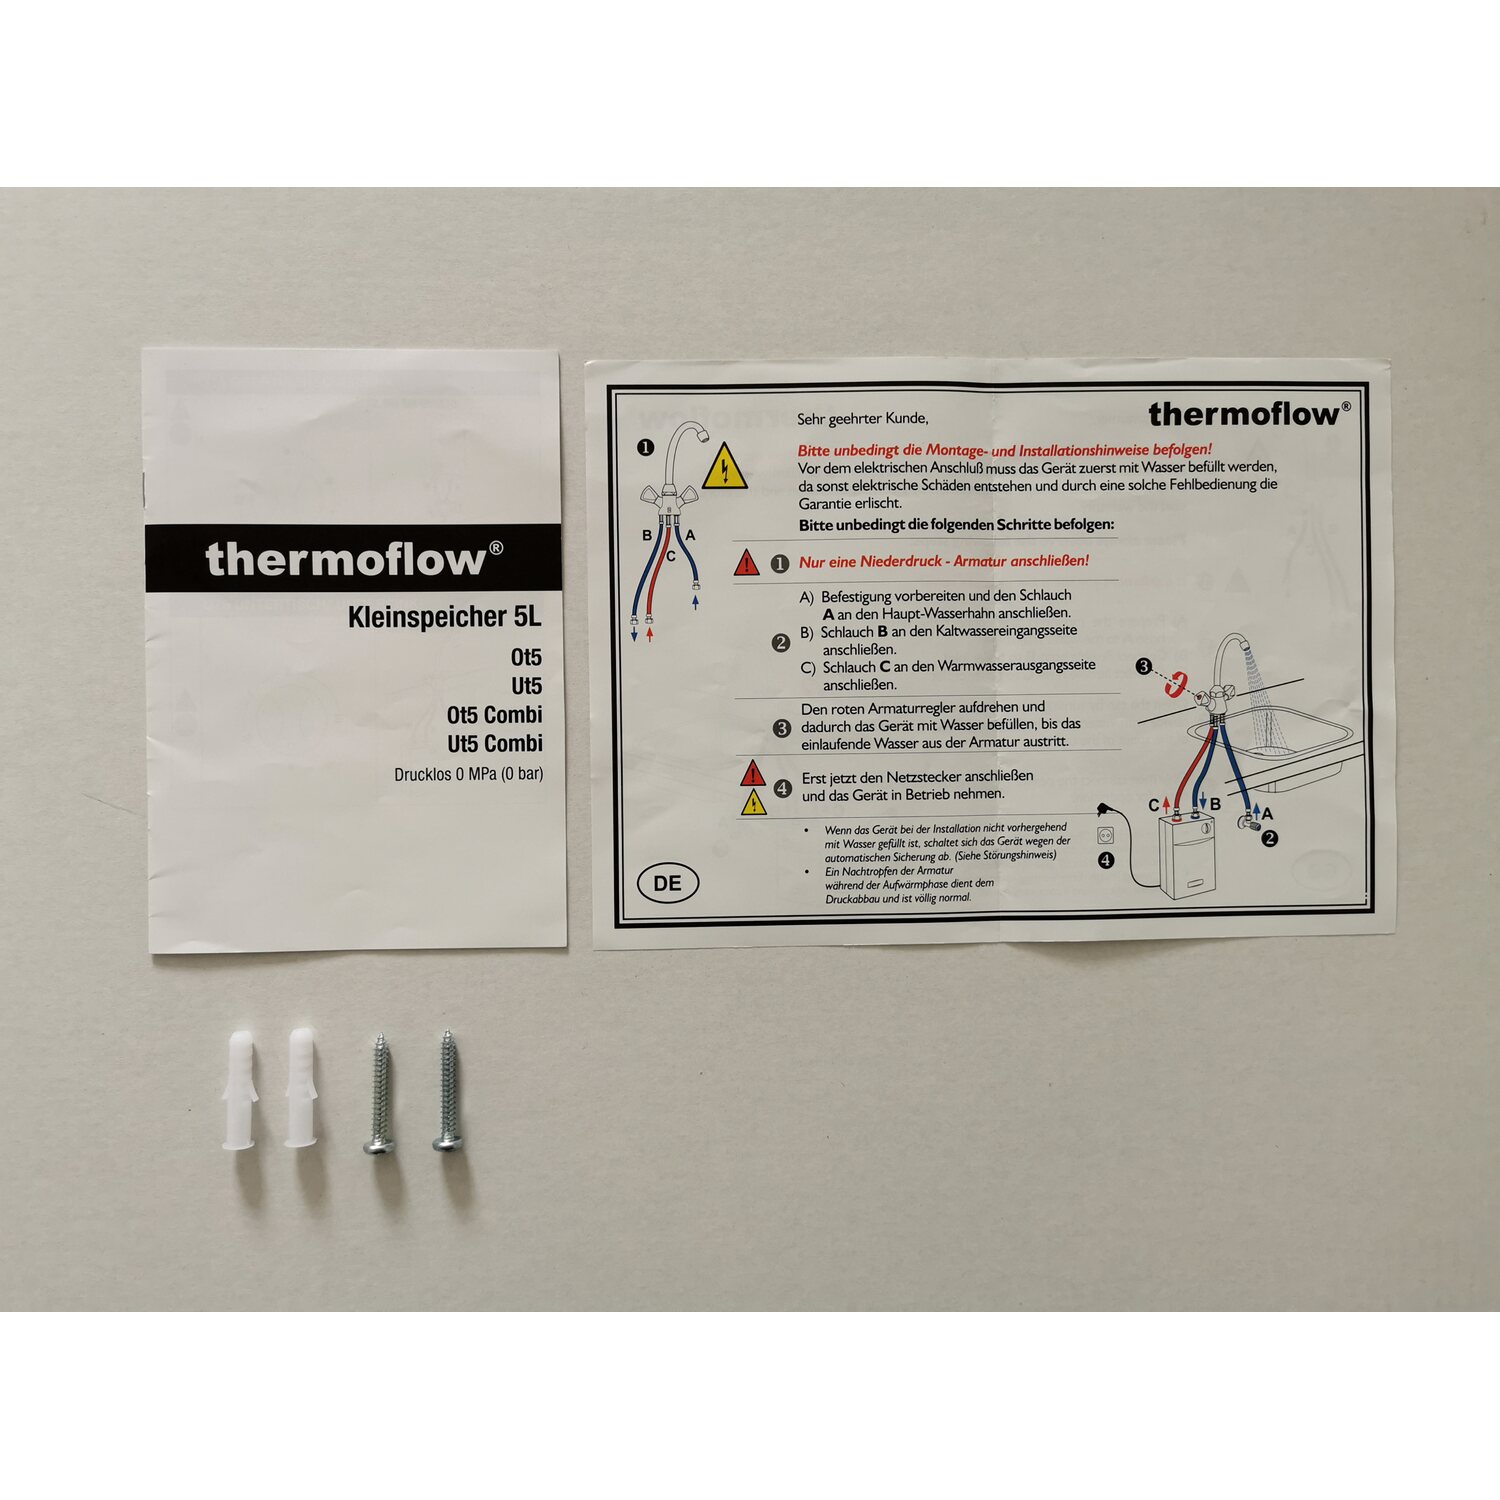 thermoflow®
Kleinspeicher 5L
Ot5
Ut5
Ot5 Combi
Ut5 Combi
Drucklos 0 MPa (0 bar)
thermoflow®
Sehr geehrter Kunde,
Bitte unbedingt die Montage- und Installationshinweise befolgen!
Vor dem elektrischen Anschluß muss das Gerät zuerst mit Wasser befüllt werden,
da sonst elektrische Schäden entstehen und durch eine solche Fehlbedienung die
Garantie erlischt.
Bitte unbedingt die folgenden Schritte befolgen:
1
B
A
C
1 Nur eine Niederdruck - Armatur anschließen!
2
A) Befestigung vorbereiten und den Schlauch
A an den Haupt-Wasserhahn anschließen.
B) Schlauch B an den Kaltwassereingangsseite
anschließen.
C) Schlauch C an den Warmwasserausgangsseite
anschließen.
3
Den roten Armaturregler aufdrehen und
dadurch das Gerät mit Wasser befüllen, bis das
einlaufende Wasser aus der Armatur austritt.
4
Erst jetzt den Netzstecker anschließen
und das Gerät in Betrieb nehmen.
• Wenn das Gerät bei der Installation nicht vorhergehend
mit Wasser gefüllt ist, schaltet sich das Gerät wegen der
automatischen Sicherung ab. (Siehe Störungshinweis)
• Ein Nachtropfen der Armatur
während der Aufwärmphase dient dem
Druckabbau und ist völlig normal.
DE
3
C
B
A
2
4